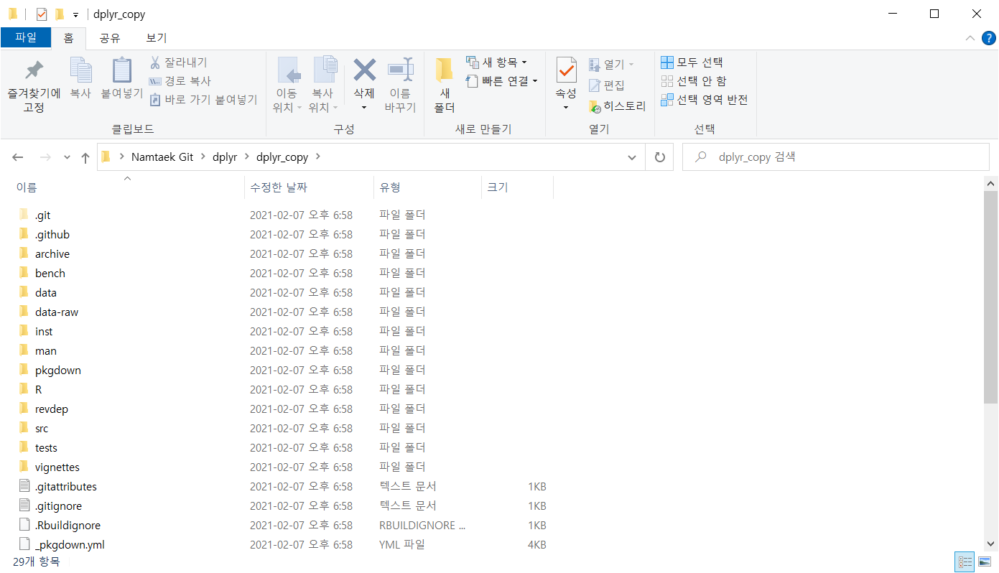 dplyr_copy
파일 홈 공유 보기
즐겨찾기에 고정
복사
붙여넣기
잘라내기
경로 복사
바로 가기 붙여넣기
클립보드
이동 위치
복사 위치
삭제
이름 바꾸기
구성
새 폴더
새 항목
빠른 연결
새로 만들기
속성
열기
편집
히스토리
열기
모두 선택
선택 안 함
선택 영역 반전
선택
Namtaek Git dplyr dplyr_copy
dplyr_copy 검색
이름 수정한 날짜 유형 크기
.git 2021-02-07 오후 6:58 파일 폴더
.github 2021-02-07 오후 6:58 파일 폴더
archive 2021-02-07 오후 6:58 파일 폴더
bench 2021-02-07 오후 6:58 파일 폴더
data 2021-02-07 오후 6:58 파일 폴더
data-raw 2021-02-07 오후 6:58 파일 폴더
inst 2021-02-07 오후 6:58 파일 폴더
man 2021-02-07 오후 6:58 파일 폴더
pkgdown 2021-02-07 오후 6:58 파일 폴더
R 2021-02-07 오후 6:58 파일 폴더
revdep 2021-02-07 오후 6:58 파일 폴더
src 2021-02-07 오후 6:58 파일 폴더
tests 2021-02-07 오후 6:58 파일 폴더
vignettes 2021-02-07 오후 6:58 파일 폴더
.gitattributes 2021-02-07 오후 6:58 텍스트 문서 1KB
.gitignore 2021-02-07 오후 6:58 텍스트 문서 1KB
.Rbuildignore 2021-02-07 오후 6:58 RBUILDIGNORE ... 1KB
_pkgdown.yml 2021-02-07 오후 6:58 YML 파일 4KB
29개 항목